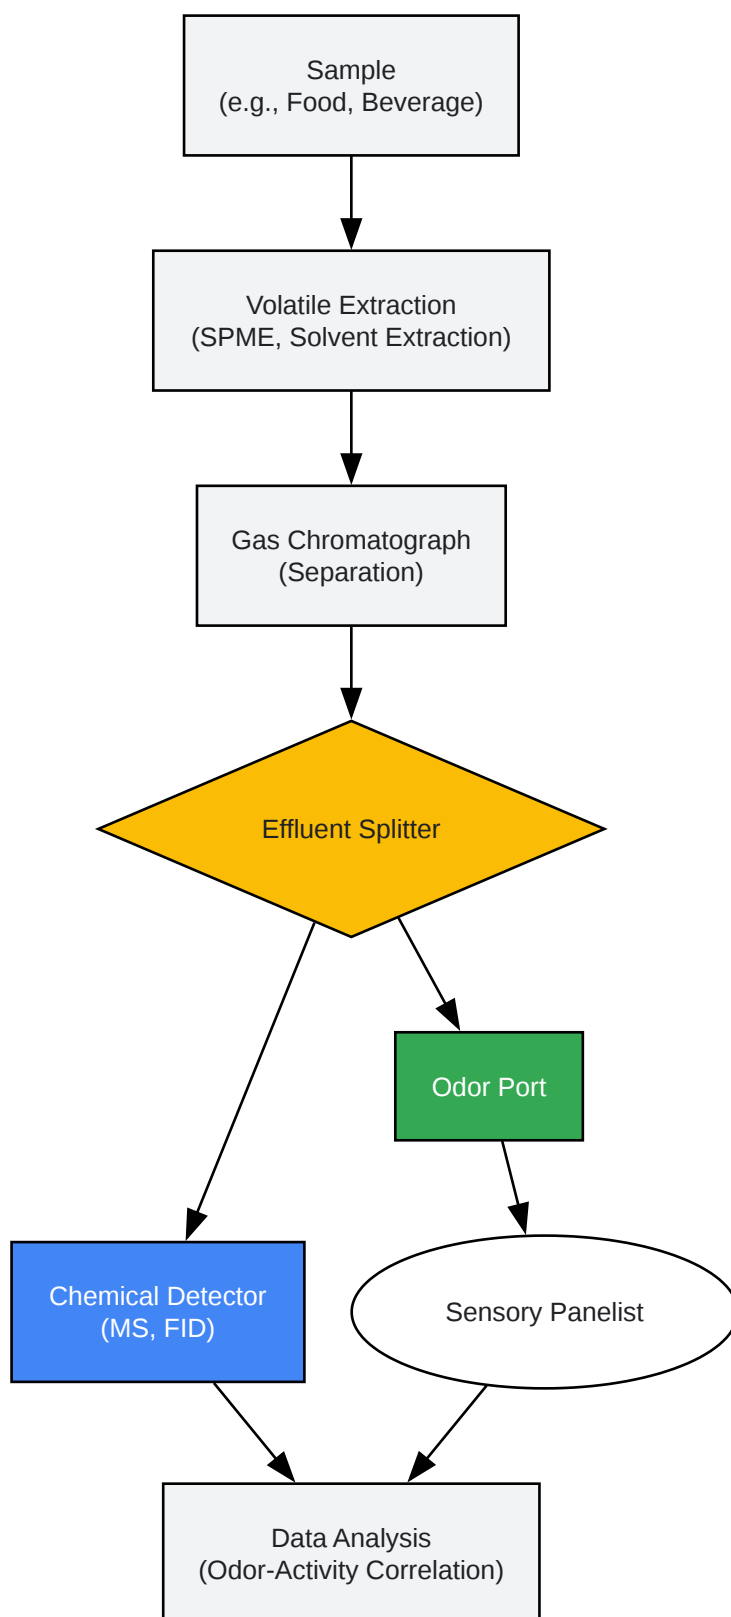 Sample
(e.g., Food, Beverage)
Volatile Extraction
(SPME, Solvent Extraction)
Gas Chromatograph
(Separation)
Effluent Splitter
Odor Port
Chemical Detector
(MS, FID)
Sensory Panelist
Data Analysis
(Odor-Activity Correlation)